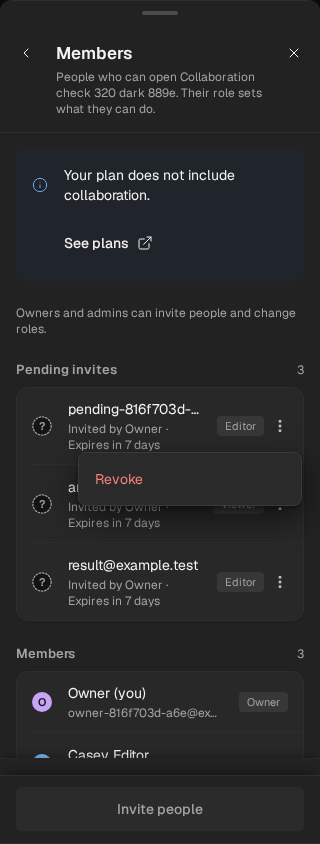 Members
People who can open Collaboration
check 320 dark 889e. Their role sets
what they can do.
Your plan does not include
collaboration.
See plans
Owners and admins can invite people and change
roles.
Pending invites 3
? pending-816f703d-… Editor
Invited by Owner ·
Expires in 7 days
Revoke
?
Invited by Owner ·
Expires in 7 days
? result@example.test Editor
Invited by Owner ·
Expires in 7 days
Members 3
O Owner (you) Owner
owner-816f703d-a6e@ex…
Casey Editor
Invite people